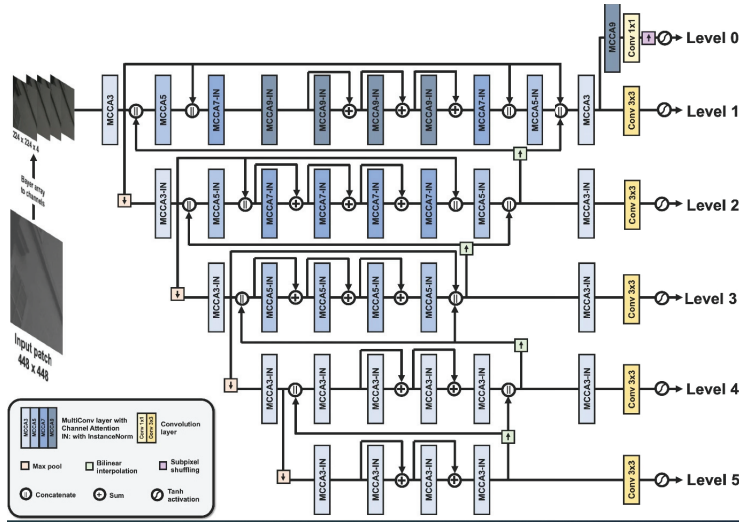 MCCA9
Conv 1x1
Level 0
224 x 224 x 4
MCCA3
MCCA5
MCCA7-IN
MCCA9-IN
MCCA9-IN
MCCA9-IN
MCCA9-IN
MCCA7-IN
MCCA5-IN
MCCA3
Conv 3x3
Level 1
Bayer array
to channels
MCCA3-IN
MCCA5-IN
MCCA7-IN
MCCA7-IN
MCCA7-IN
MCCA5-IN
MCCA3-IN
Conv 3x3
Level 2
MCCA3-IN
MCCA5-IN
MCCA5-IN
MCCA5-IN
MCCA3-IN
Conv 3x3
Level 3
Input patch
448 x 448
MCCA3-IN
MCCA3-IN
MCCA3-IN
MCCA3-IN
MCCA3-IN
MCCA3-IN
Conv 3x3
Level 4
MCCA3-IN
MCCA3-IN
MCCA3-IN
MCCA3-IN
Conv 3x3
Level 5
MCCA3
MCCA5
MCCA7
MCCA9
MultiConv layer with
Channel Attention
IN: with InstanceNorm
Conv 1x1
Conv 3x3
Convolution
layer
Max pool
Bilinear
interpolation
Subpixel
shuffling
Concatenate
Sum
Tanh
activation